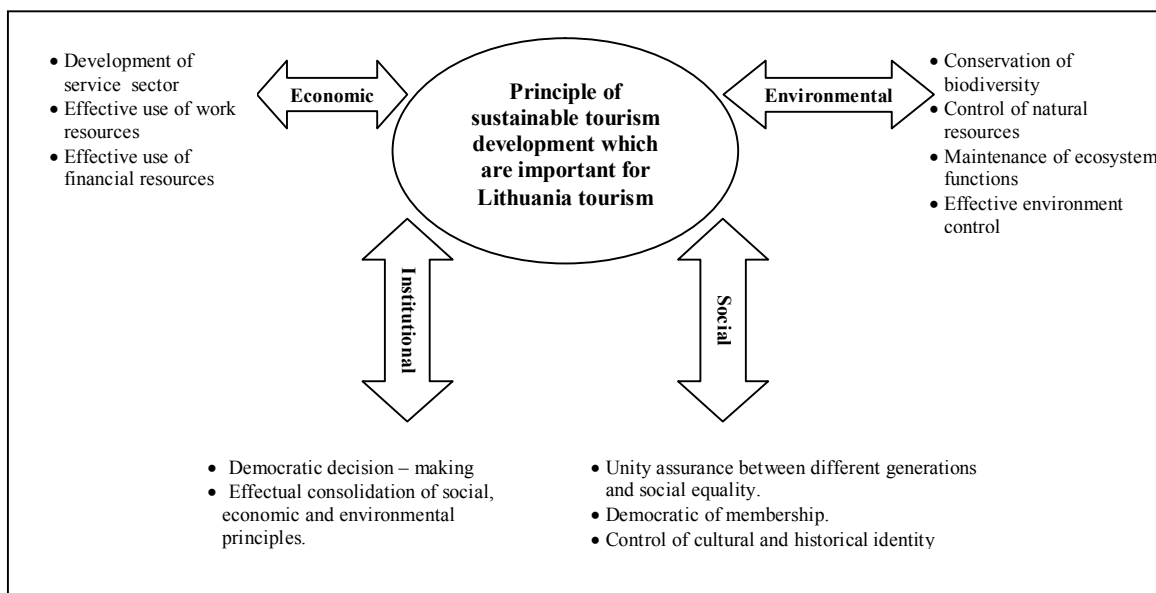 • Development of
service sector
• Effective use of work
resources
• Effective use of
financial resources
Economic
Principle of
sustainable tourism
development which
are important for
Lithuania tourism
Environmental
• Conservation of
biodiversity
• Control of natural
resources
• Maintenance of ecosystem
functions
• Effective environment
control
Institutional
Social
• Democratic decision – making
• Effectual consolidation of social,
economic and environmental
principles.
• Unity assurance between different generations
and social equality.
• Democratic of membership.
• Control of cultural and historical identity